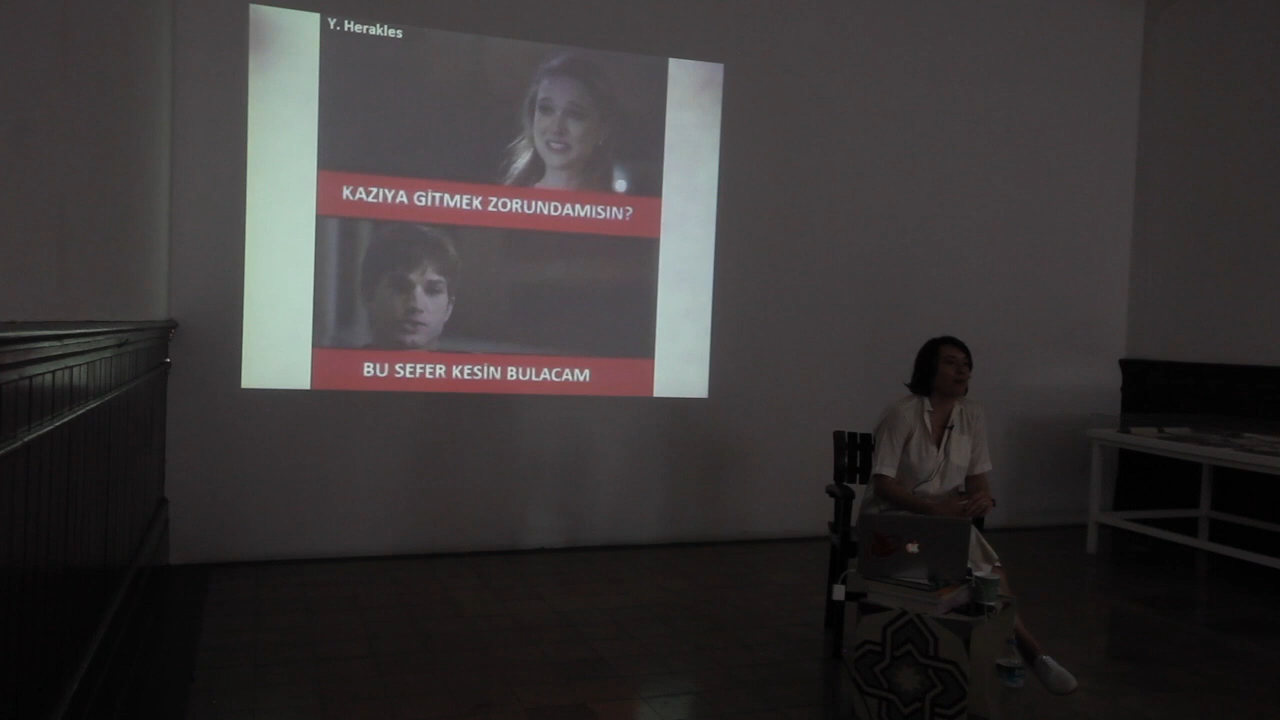 Y. Herakles
KAZIYA GİTMEK ZORUNDAMISIN?
BU SEFER KESİN BULACAM